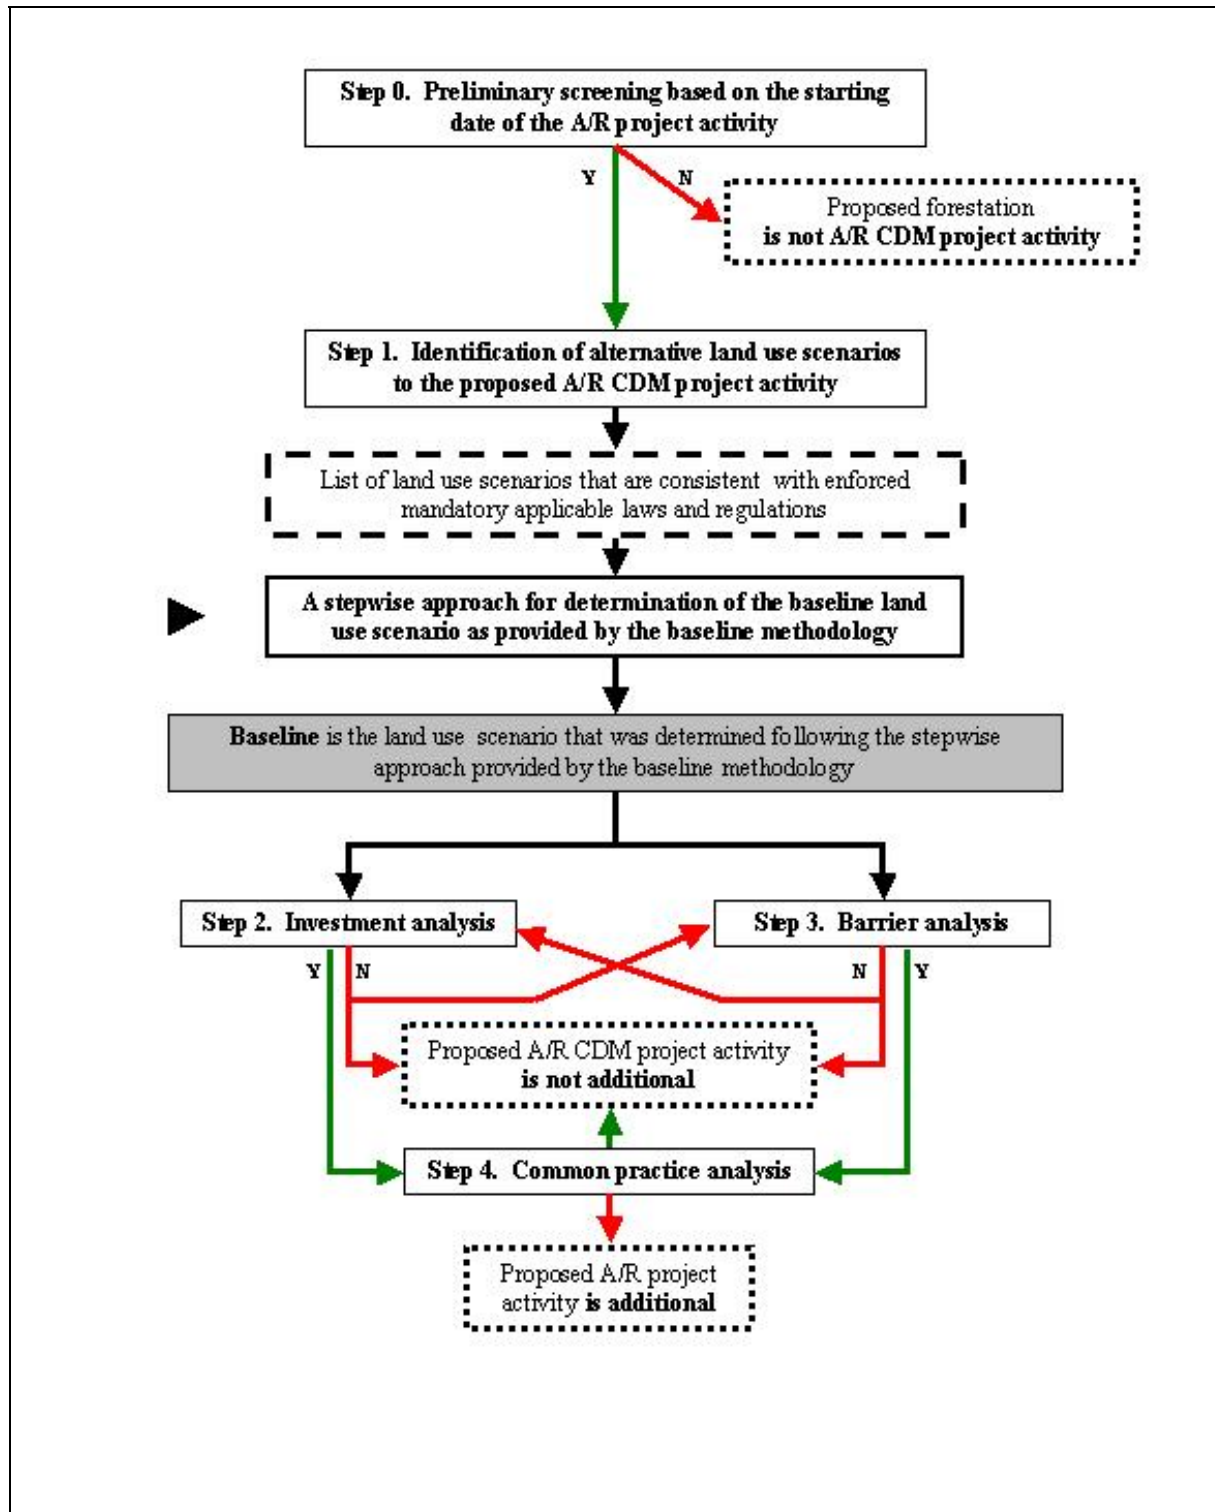 Step 0. Preliminary screening based on the starting
date of the A/R project activity
Y
N
Proposed forestation
is not A/R CDM project activity
Step 1. Identification of alternative land use scenarios
to the proposed A/R CDM project activity
List of land use scenarios that are consistent with enforced
mandatory applicable laws and regulations
A stepwise approach for determination of the baseline land
use scenario as provided by the baseline methodology
Baseline is the land use scenario that was determined following the stepwise
approach provided by the baseline methodology
Step 2. Investment analysis
Step 3. Barrier analysis
Y
N
N
Y
Proposed A/R CDM project activity
is not additional
Step 4. Common practice analysis
Proposed A/R project
activity is additional